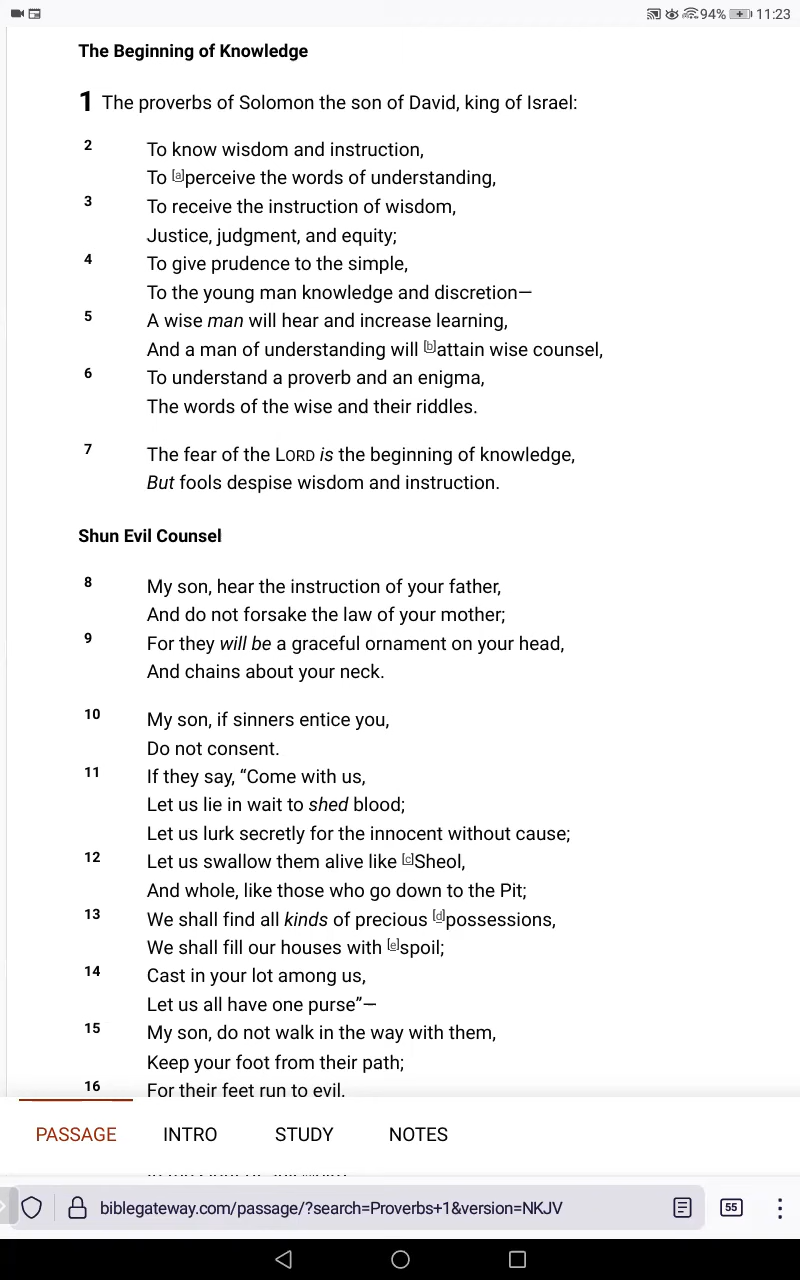 94% 11:23
The Beginning of Knowledge
1 The proverbs of Solomon the son of David, king of Israel:
2 To know wisdom and instruction,
To [a]perceive the words of understanding,
3 To receive the instruction of wisdom,
Justice, judgment, and equity;
4 To give prudence to the simple,
To the young man knowledge and discretion—
5 A wise man will hear and increase learning,
And a man of understanding will [b]attain wise counsel,
6 To understand a proverb and an enigma,
The words of the wise and their riddles.
7 The fear of the LORD is the beginning of knowledge,
But fools despise wisdom and instruction.
Shun Evil Counsel
8 My son, hear the instruction of your father,
And do not forsake the law of your mother;
9 For they will be a graceful ornament on your head,
And chains about your neck.
10 My son, if sinners entice you,
Do not consent.
11 If they say, “Come with us,
Let us lie in wait to shed blood;
Let us lurk secretly for the innocent without cause;
12 Let us swallow them alive like [c]Sheol,
And whole, like those who go down to the Pit;
13 We shall find all kinds of precious [d]possessions,
We shall fill our houses with [e]spoil;
14 Cast in your lot among us,
Let us all have one purse”—
15 My son, do not walk in the way with them,
Keep your foot from their path;
16 For their feet run to evil,
PASSAGE INTRO STUDY NOTES
biblegateway.com/passage/?search=Proverbs+1&version=NKJV 55